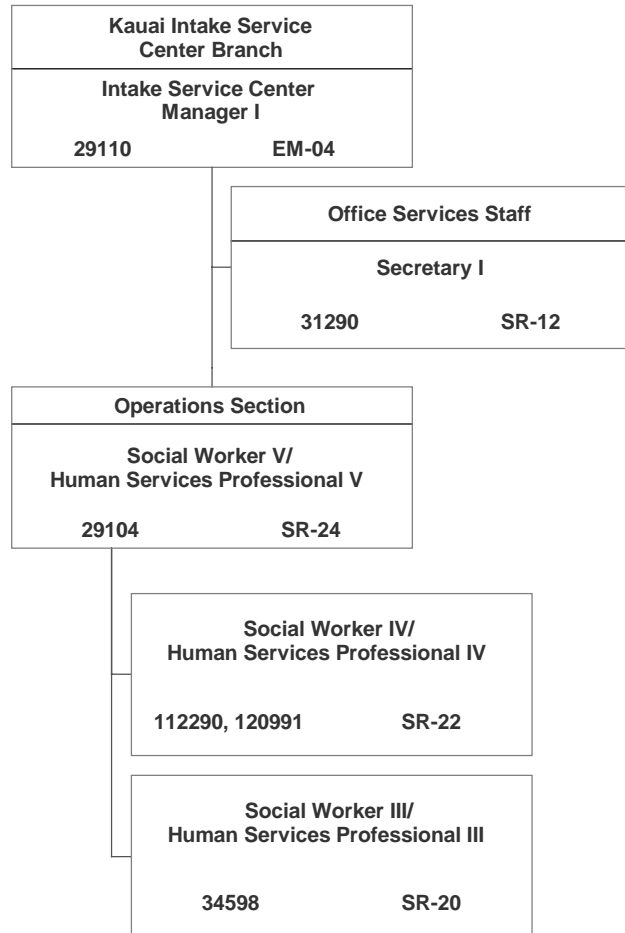 Kauai Intake Service
Center Branch
Intake Service Center
Manager I
29110 EM-04
Office Services Staff
Secretary I
31290 SR-12
Operations Section
Social Worker V/
Human Services Professional V
29104 SR-24
Social Worker IV/
Human Services Professional IV
112290, 120991 SR-22
Social Worker III/
Human Services Professional III
34598 SR-20